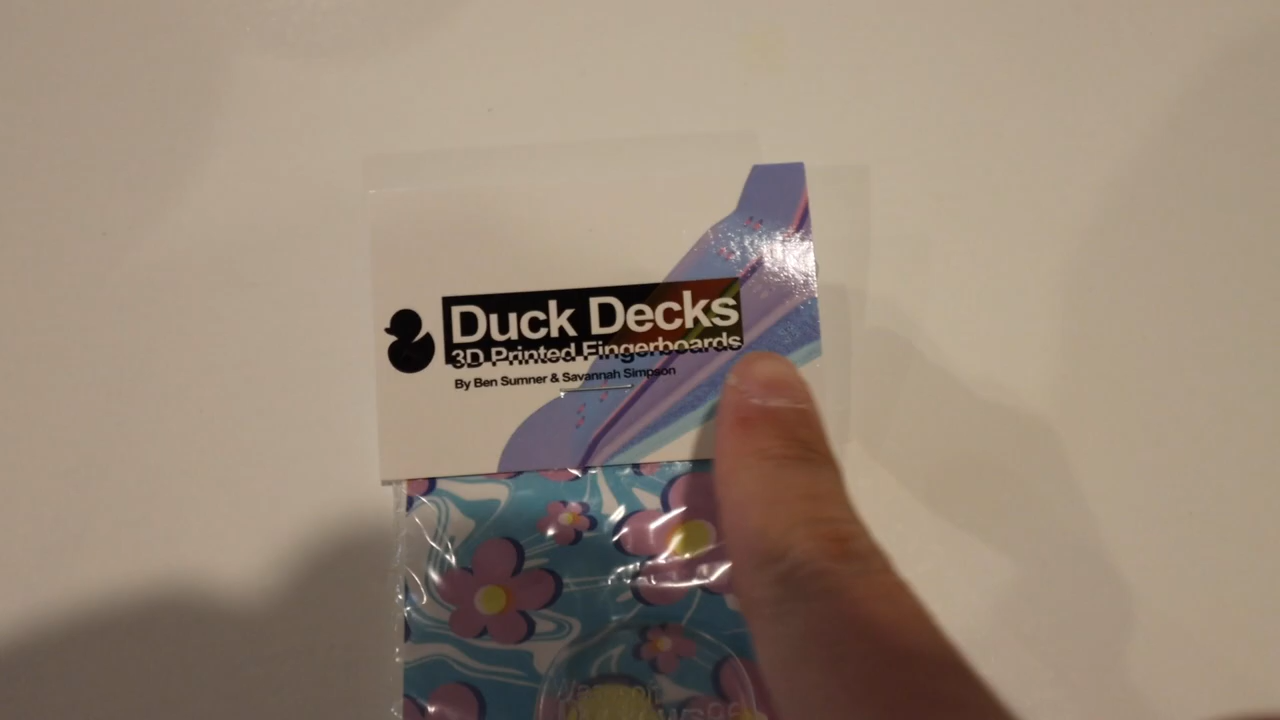 Duck Decks
3D Printed Fingerboards
By Ben Sumner & Savannah Simpson